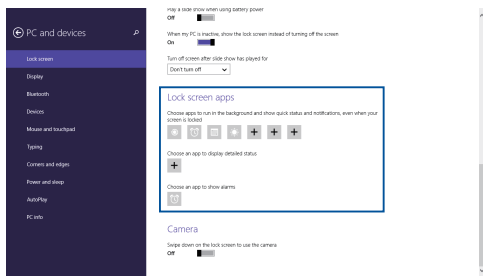 PC and devices
Lock screen
Display
Bluetooth
Devices
Mouse and touchpad
Typing
Corners and edges
Power and sleep
AutoPlay
PC info
Play a slide show when using battery power
Off
When my PC is inactive, show the lock screen instead of turning off the screen
On
Turn off screen after slide show has played for
Don't turn off
Lock screen apps
Choose apps to run in the background and show quick status and notifications, even when your
screen is locked
Choose an app to display detailed status
Choose an app to show alarms
Camera
Swipe down on the lock screen to use the camera
Off